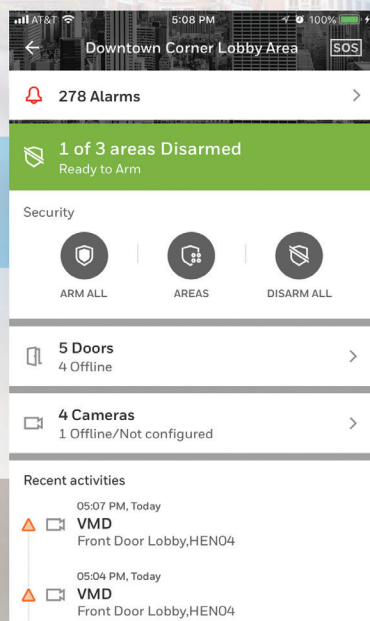 AT&T 5:08 PM 100%
Downtown Corner Lobby Area SOS
278 Alarms
1 of 3 areas Disarmed
Ready to Arm
Security
ARM ALL AREAS DISARM ALL
5 Doors
4 Offline
4 Cameras
1 Offline/Not configured
Recent activities
05:07 PM, Today
VMD
Front Door Lobby,HEN04
05:04 PM, Today
VMD
Front Door Lobby,HEN04